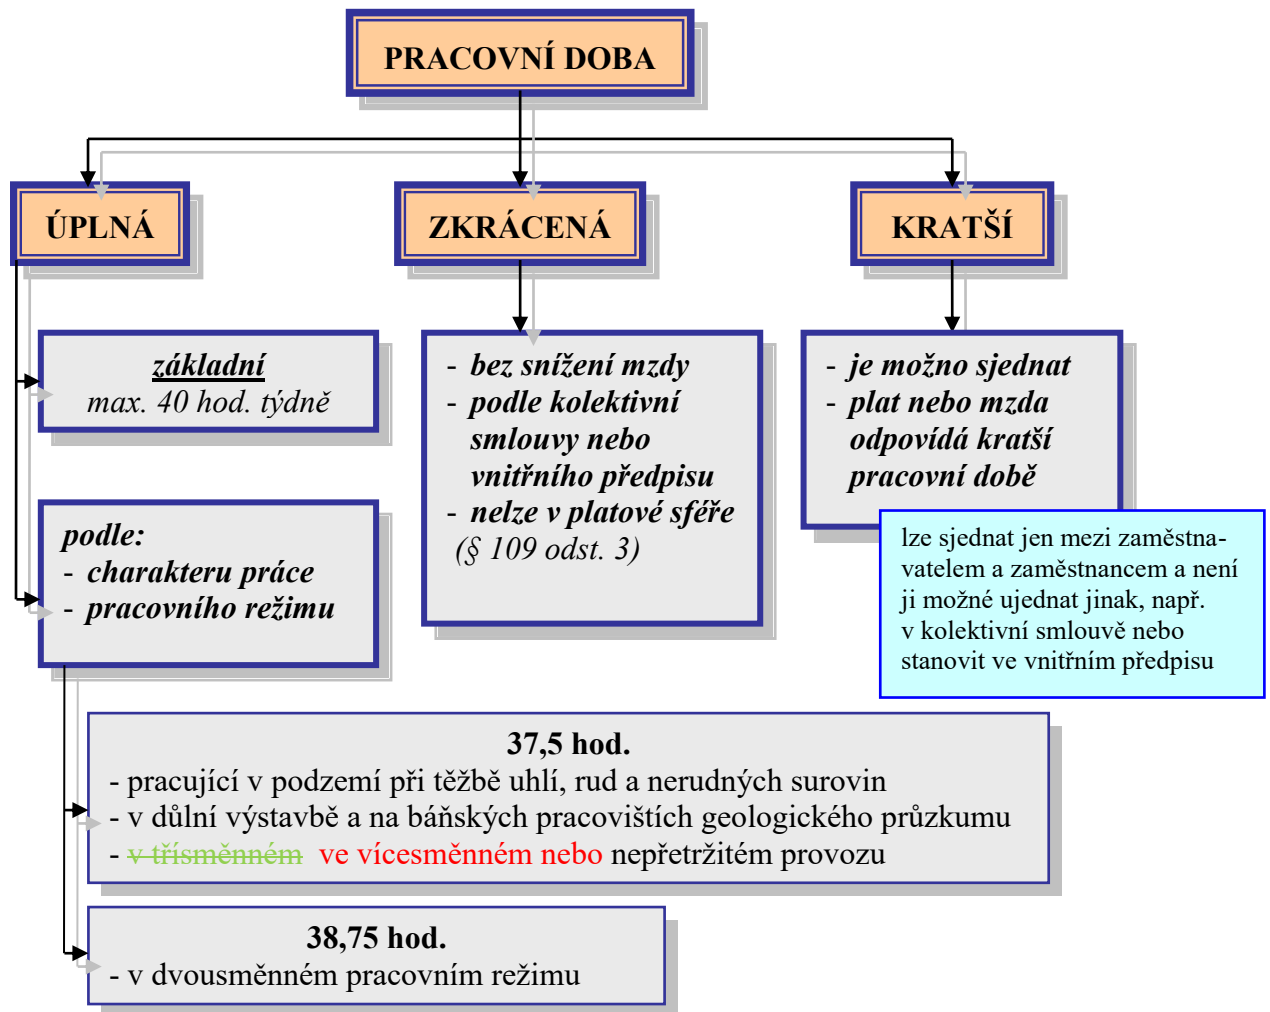 PRACOVNÍ DOBA
ÚPLNÁ
ZKRÁCENÁ
KRATŠÍ
základní
max. 40 hod. týdně
podle:
- charakteru práce
- pracovního režimu
- bez snížení mzdy
- podle kolektivní
smlouvy nebo
vnitřního předpisu
- nelze v platové sféře
(§ 109 odst. 3)
- je možno sjednat
- plat nebo mzda
odpovídá kratší
pracovní době
lze sjednat jen mezi zaměstna-
vatelem a zaměstnancem a není
ji možné ujednat jinak, např.
v kolektivní smlouvě nebo
stanovit ve vnitřním předpisu
37,5 hod.
- pracující v podzemí při těžbě uhlí, rud a nerudných surovin
- v důlní výstavbě a na báňských pracovištích geologického průzkumu
- v třísměnném ve vícesměnném nebo nepřetržitém provozu
38,75 hod.
- v dvousměnném pracovním režimu